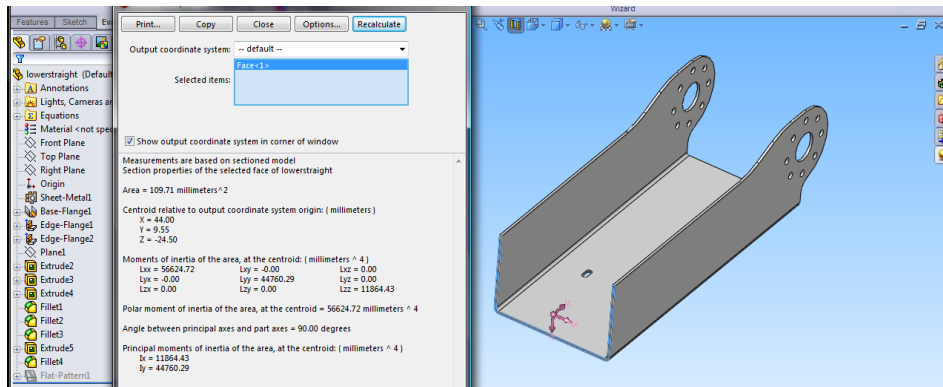 Wizard
Features Sketch Ev
Print... Copy Close Options... Recalculate
Output coordinate system: -- default --
Face<1>
Selected items:
Show output coordinate system in corner of window
lowerstraight (Default
Annotations
Lights, Cameras ar
Equations
Material <not spec
Front Plane
Top Plane
Right Plane
Origin
Sheet-Metal1
Base-Flange1
Edge-Flange1
Edge-Flange2
Plane1
Extrude2
Extrude3
Extrude4
Fillet1
Fillet2
Fillet3
Extrude5
Fillet4
Flat-Pattern1
Measurements are based on sectioned model
Section properties of the selected face of lowerstraight
Area = 109.71 millimeters^2
Centroid relative to output coordinate system origin: ( millimeters )
X = 44.00
Y = 9.55
Z = -24.50
Moments of inertia of the area, at the centroid: ( millimeters ^ 4 )
Lxx = 56624.72 Lxy = -0.00 Lxz = 0.00
Lyx = -0.00 Lyy = 44760.29 Lyz = 0.00
Lzx = 0.00 Lzy = 0.00 Lzz = 11864.43
Polar moment of inertia of the area, at the centroid = 56624.72 millimeters ^ 4
Angle between principal axes and part axes = 90.00 degrees
Principal moments of inertia of the area, at the centroid: ( millimeters ^ 4 )
Ix = 11864.43
Iy = 44760.29